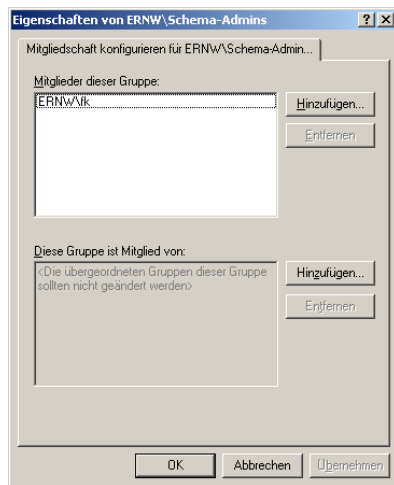 Eigenschaften von ERNW\Schema-Admins
Mitgliedschaft konfigurieren für ERNW\Schema-Admin...
Mitglieder dieser Gruppe:
ERNW\fk
Hinzufügen...
Entfernen
Diese Gruppe ist Mitglied von:
<Die übergeordneten Gruppen dieser Gruppe
sollten nicht geändert werden>
Hinzufügen...
Entfernen
OK
Abbrechen
Übernehmen